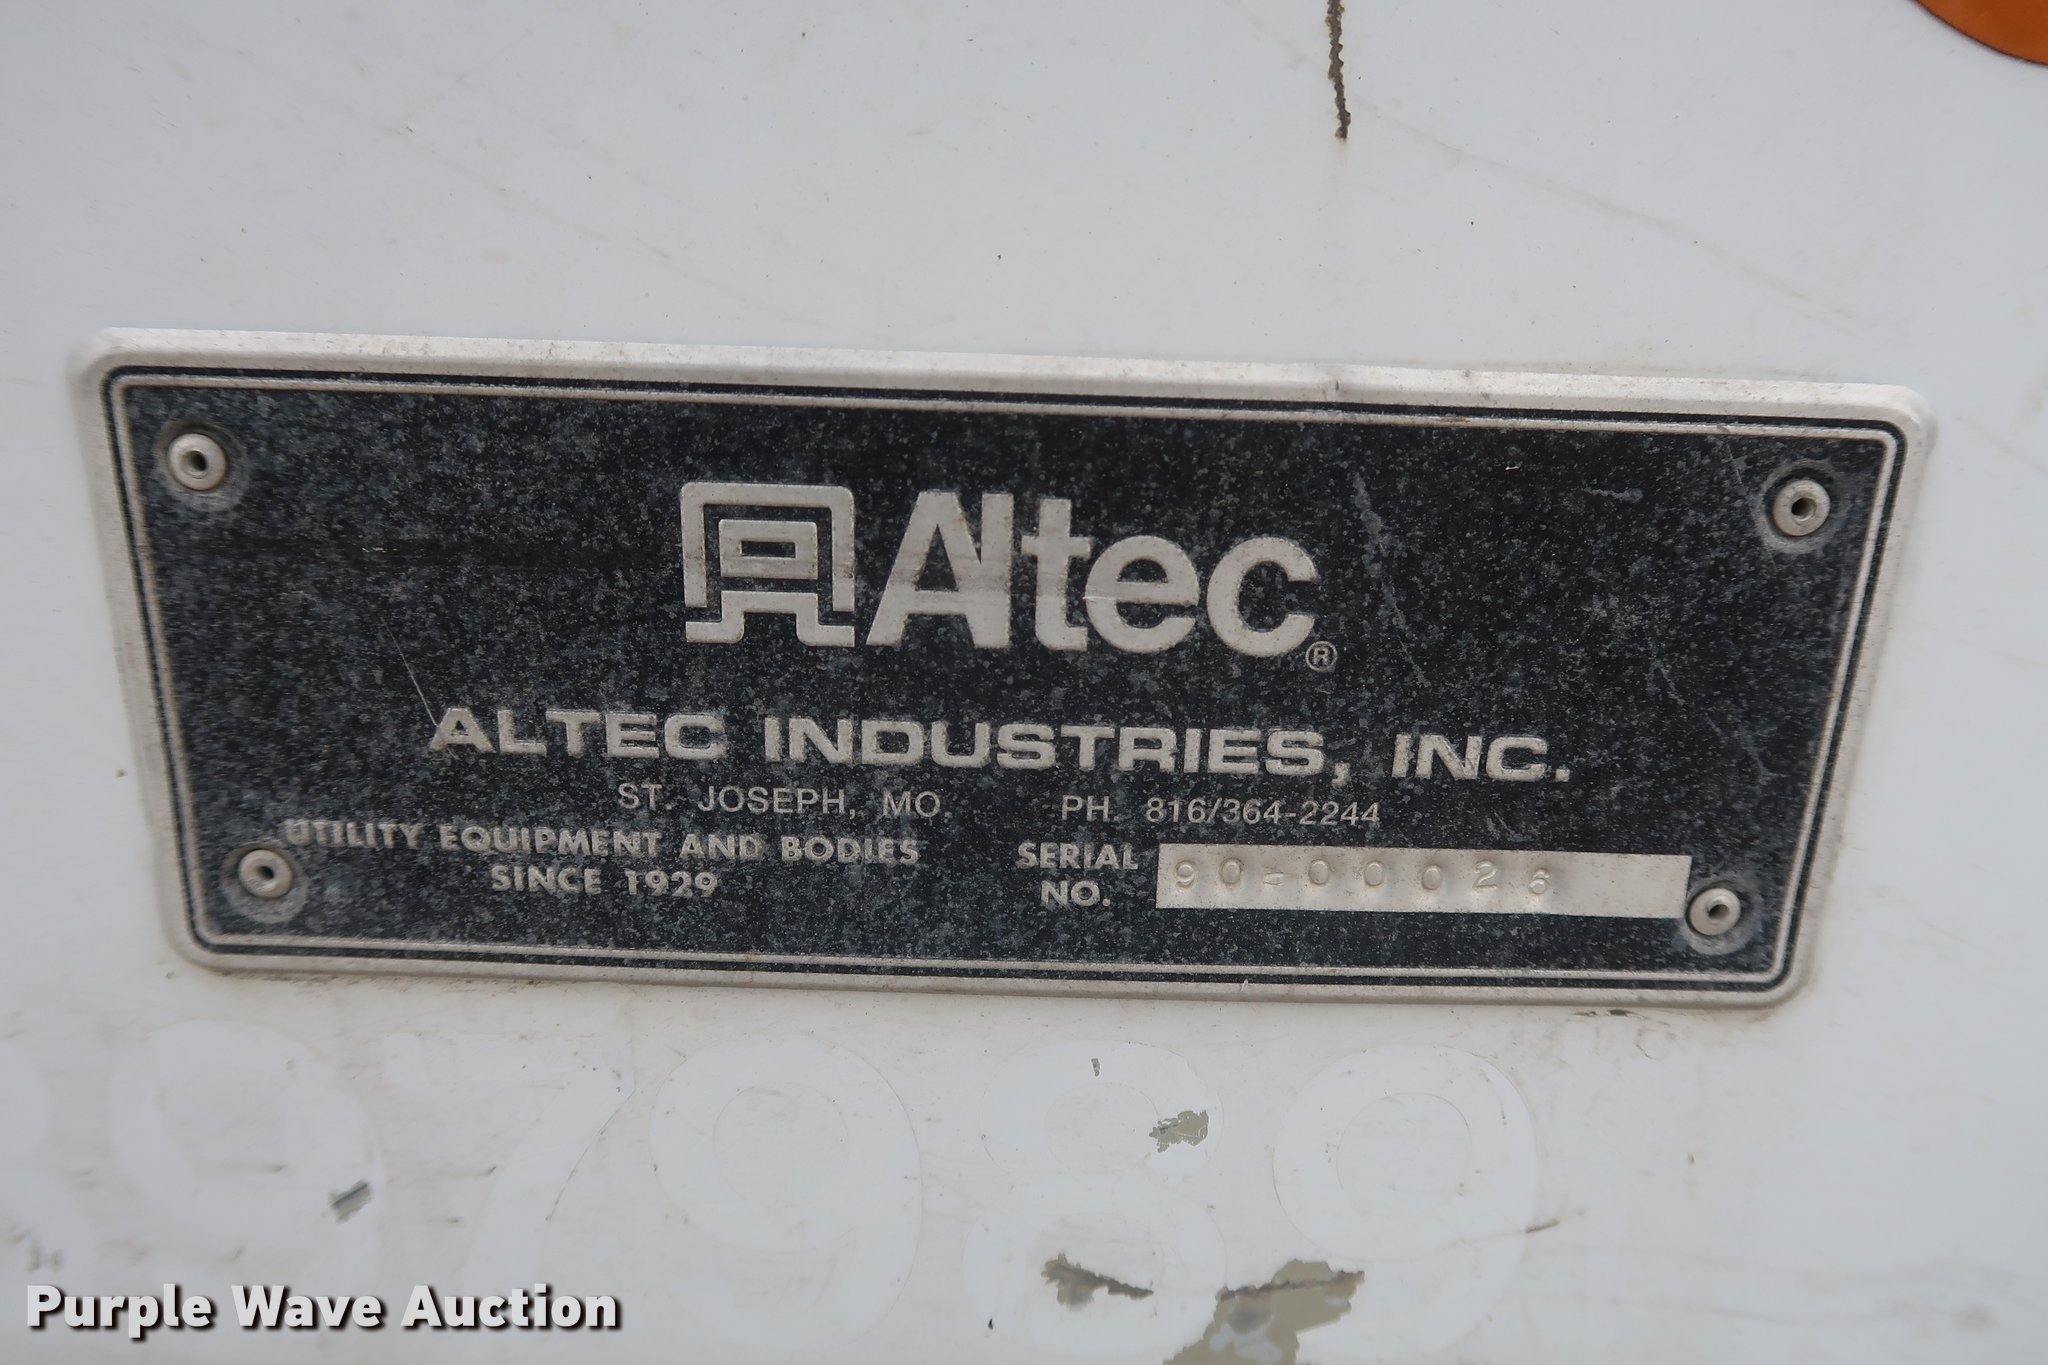 Altec®
ALTEC INDUSTRIES, INC.
ST. JOSEPH, MO. PH. 816/364-2244
UTILITY EQUIPMENT AND BODIES
SINCE 1929
SERIAL NO. 90-00026
97989
Purple Wave Auction